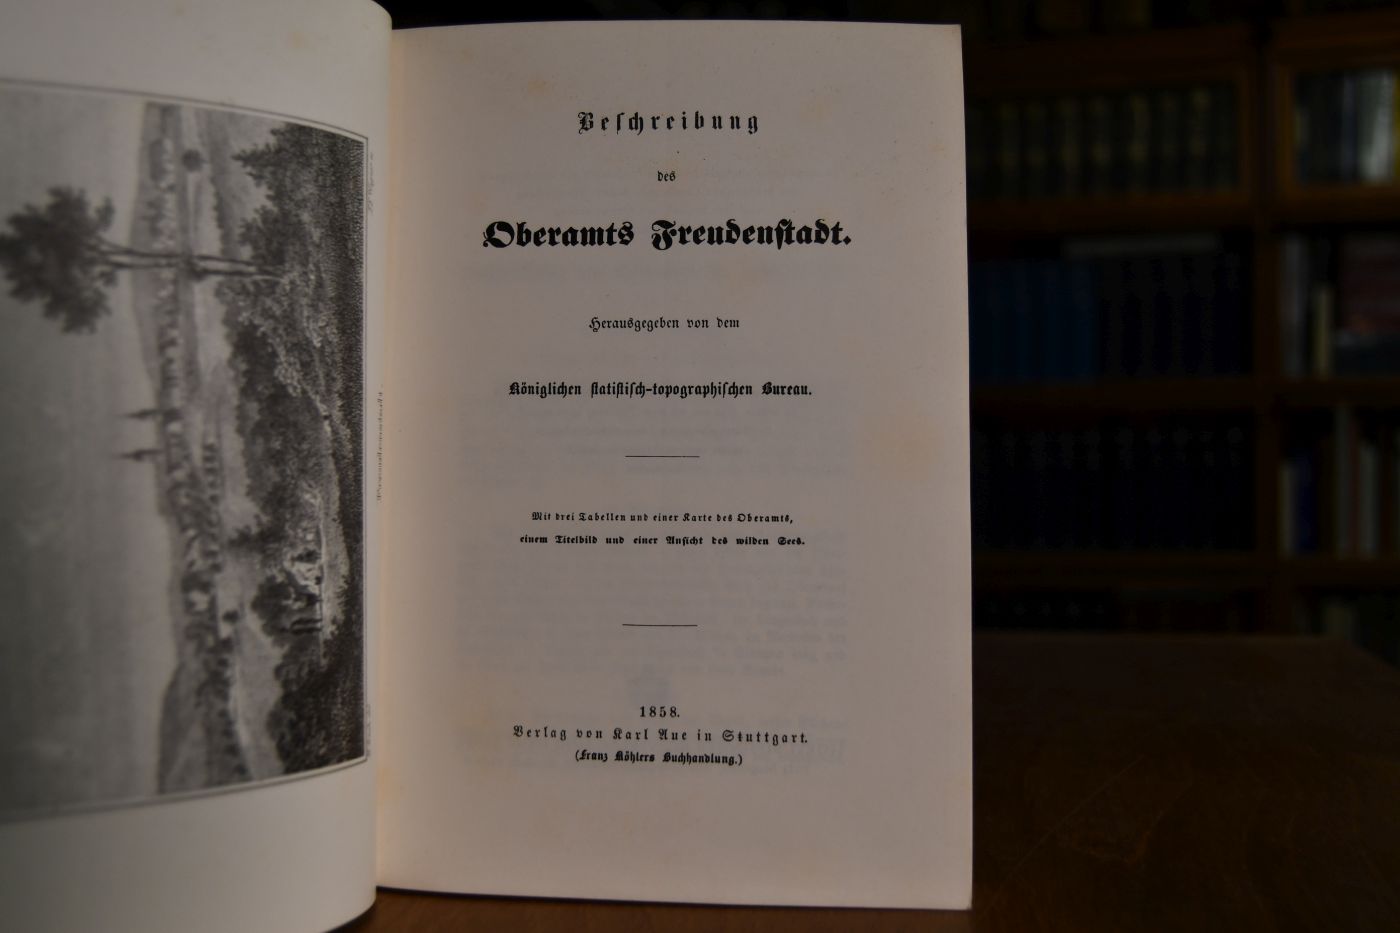 Beſchreibung
des
Oberamts Freudenſtadt.
Herausgegeben von dem
Königlichen ſtatiſtiſch-topographiſchen Bureau.
Mit drei Tabellen und einer Karte des Oberamts,
einem Titelbild und einer Anſicht des wilden Sees.
1858.
Verlag von Karl Aue in Stuttgart.
(Franz Köhlers Buchhandlung.)